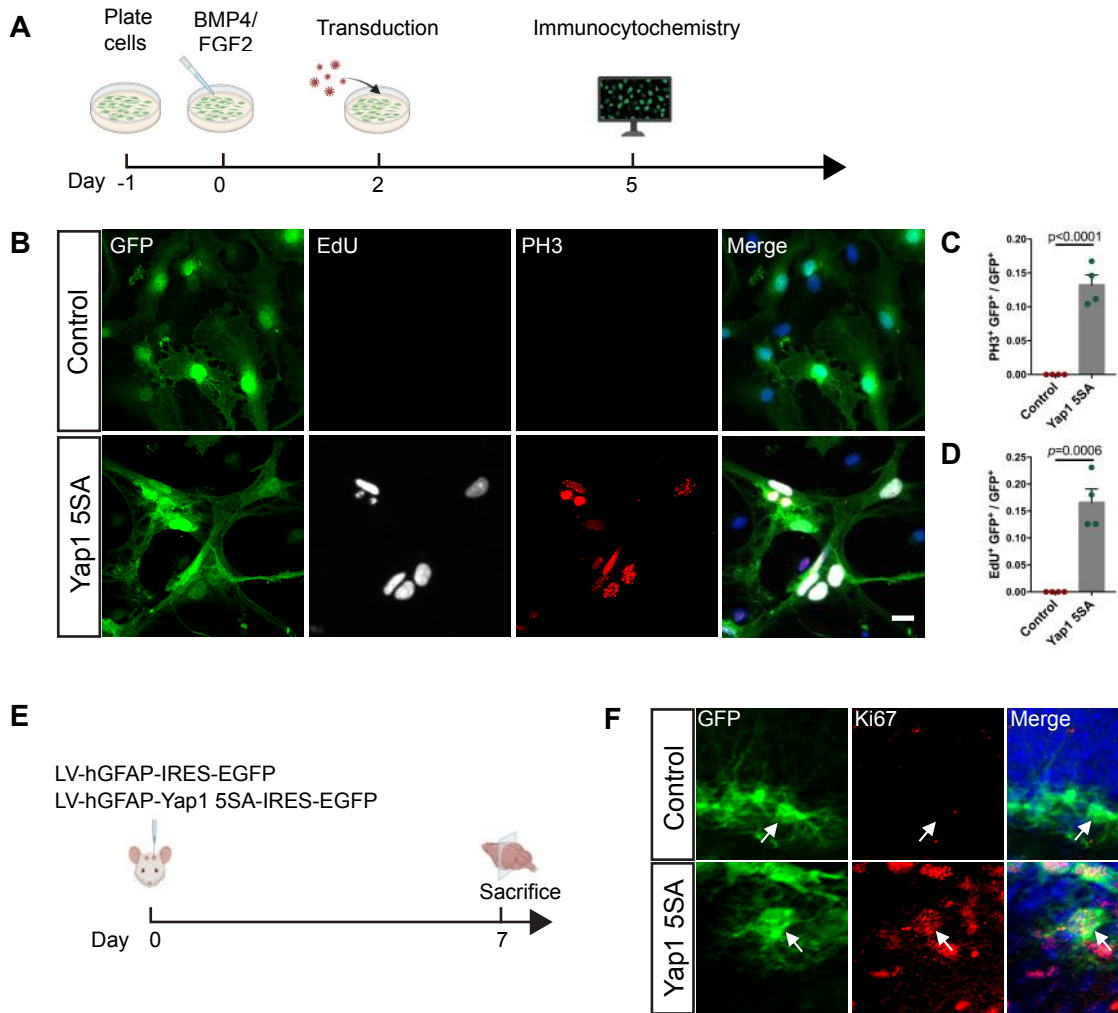 A
Plate
cells
BMP4/
FGF2
Transduction
Immunocytochemistry
Day
-1
0
2
5
B
GFP
EdU
PH3
Merge
Control
Yap1 5SA
C
p<0.0001
PH3+ GFP+ / GFP+
0.20
0.15
0.10
0.05
0.00
Control
Yap1 5SA
D
p=0.0006
EdU+ GFP+ / GFP+
0.25
0.20
0.15
0.10
0.05
0.00
Control
Yap1 5SA
E
LV-hGFAP-IRES-EGFP
LV-hGFAP-Yap1 5SA-IRES-EGFP
Sacrifice
Day
0
7
F
GFP
Ki67
Merge
Control
Yap1 5SA